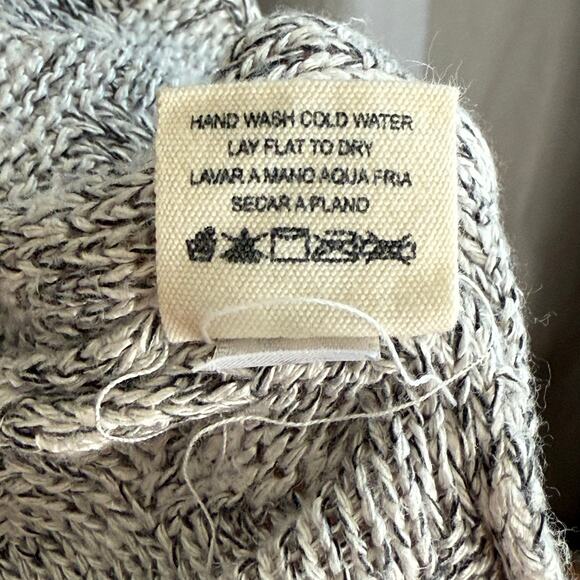 HAND WASH COLD WATER
LAY FLAT TO DRY
LAVAR A MANO AQUA FRIA
SECAR A PLANO